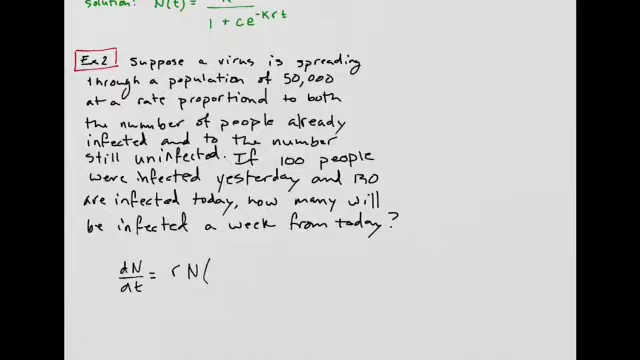 Solution: N(t) = K
1 + ce^-Krt
Ex2 Suppose a virus is spreading
through a population of 50,000
at a rate proportional to both
the number of people already
infected and to the number
still uninfected. If 100 people
were infected yesterday and 130
are infected today, how many will
be infected a week from today?
dN/dt = rN(